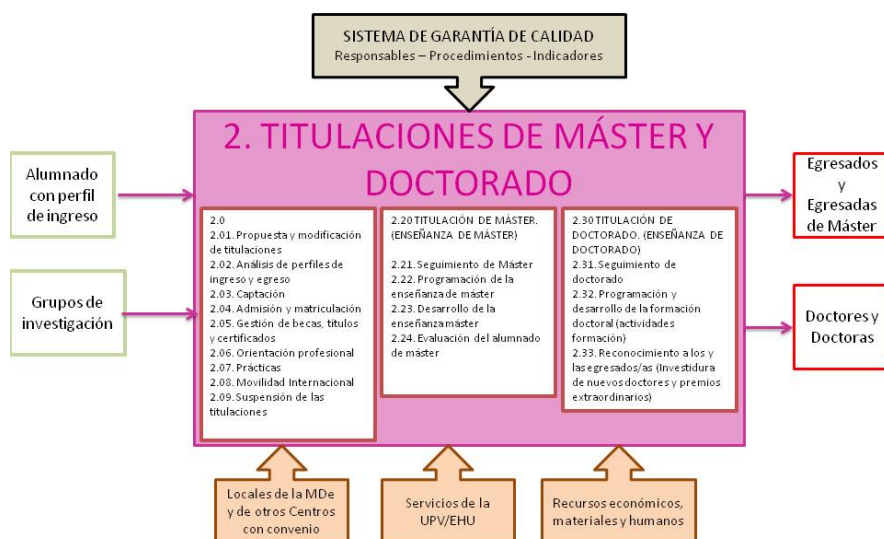 SISTEMA DE GARANTÍA DE CALIDAD
Responsables – Procedimientos - Indicadores
2. TITULACIONES DE MÁSTER Y
DOCTORADO
Alumnado
con perfil
de ingreso
Grupos de
investigación
2.0
2.01. Propuesta y modificación
de titulaciones
2.02. Análisis de perfiles de
ingreso y egreso
2.03. Captación
2.04. Admisión y matriculación
2.05. Gestión de becas, títulos
y certificados
2.06. Orientación profesional
2.07. Prácticas
2.08. Movilidad Internacional
2.09. Suspensión de las
titulaciones
2.20 TITULACIÓN DE MÁSTER.
(ENSEÑANZA DE MÁSTER)
2.21. Seguimiento de Máster
2.22. Programación de la
enseñanza de máster
2.23. Desarrollo de la
enseñanza máster
2.24. Evaluación del alumnado
de máster
2.30 TITULACIÓN DE
DOCTORADO. (ENSEÑANZA DE
DOCTORADO)
2.31. Seguimiento de
doctorado
2.32. Programación y
desarrollo de la formación
doctoral (actividades
formación)
2.33. Reconocimiento a los y
las egresados/as (Investidura
de nuevos doctores y premios
extraordinarios)
Egresados
y
Egresadas
de Máster
Doctores y
Doctoras
Locales de la MDe
y de otros Centros
con convenio
Servicios de la
UPV/EHU
Recursos económicos,
materiales y humanos